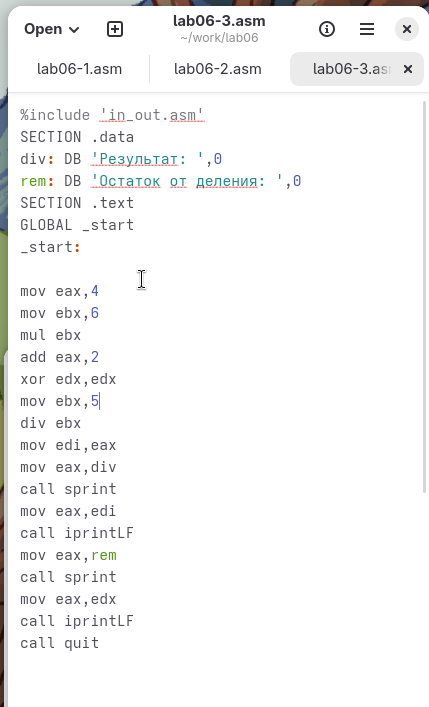 Open
lab06-3.asm
~/work/lab06
lab06-1.asm
lab06-2.asm
lab06-3.as
%include 'in_out.asm'
SECTION .data
div: DB 'Результат: ',0
rem: DB 'Остаток от деления: ',0
SECTION .text
GLOBAL _start
_start:
mov eax,4
mov ebx,6
mul ebx
add eax,2
xor edx,edx
mov ebx,5
div ebx
mov edi,eax
mov eax,div
call sprint
mov eax,edi
call iprintLF
mov eax,rem
call sprint
mov eax,edx
call iprintLF
call quit